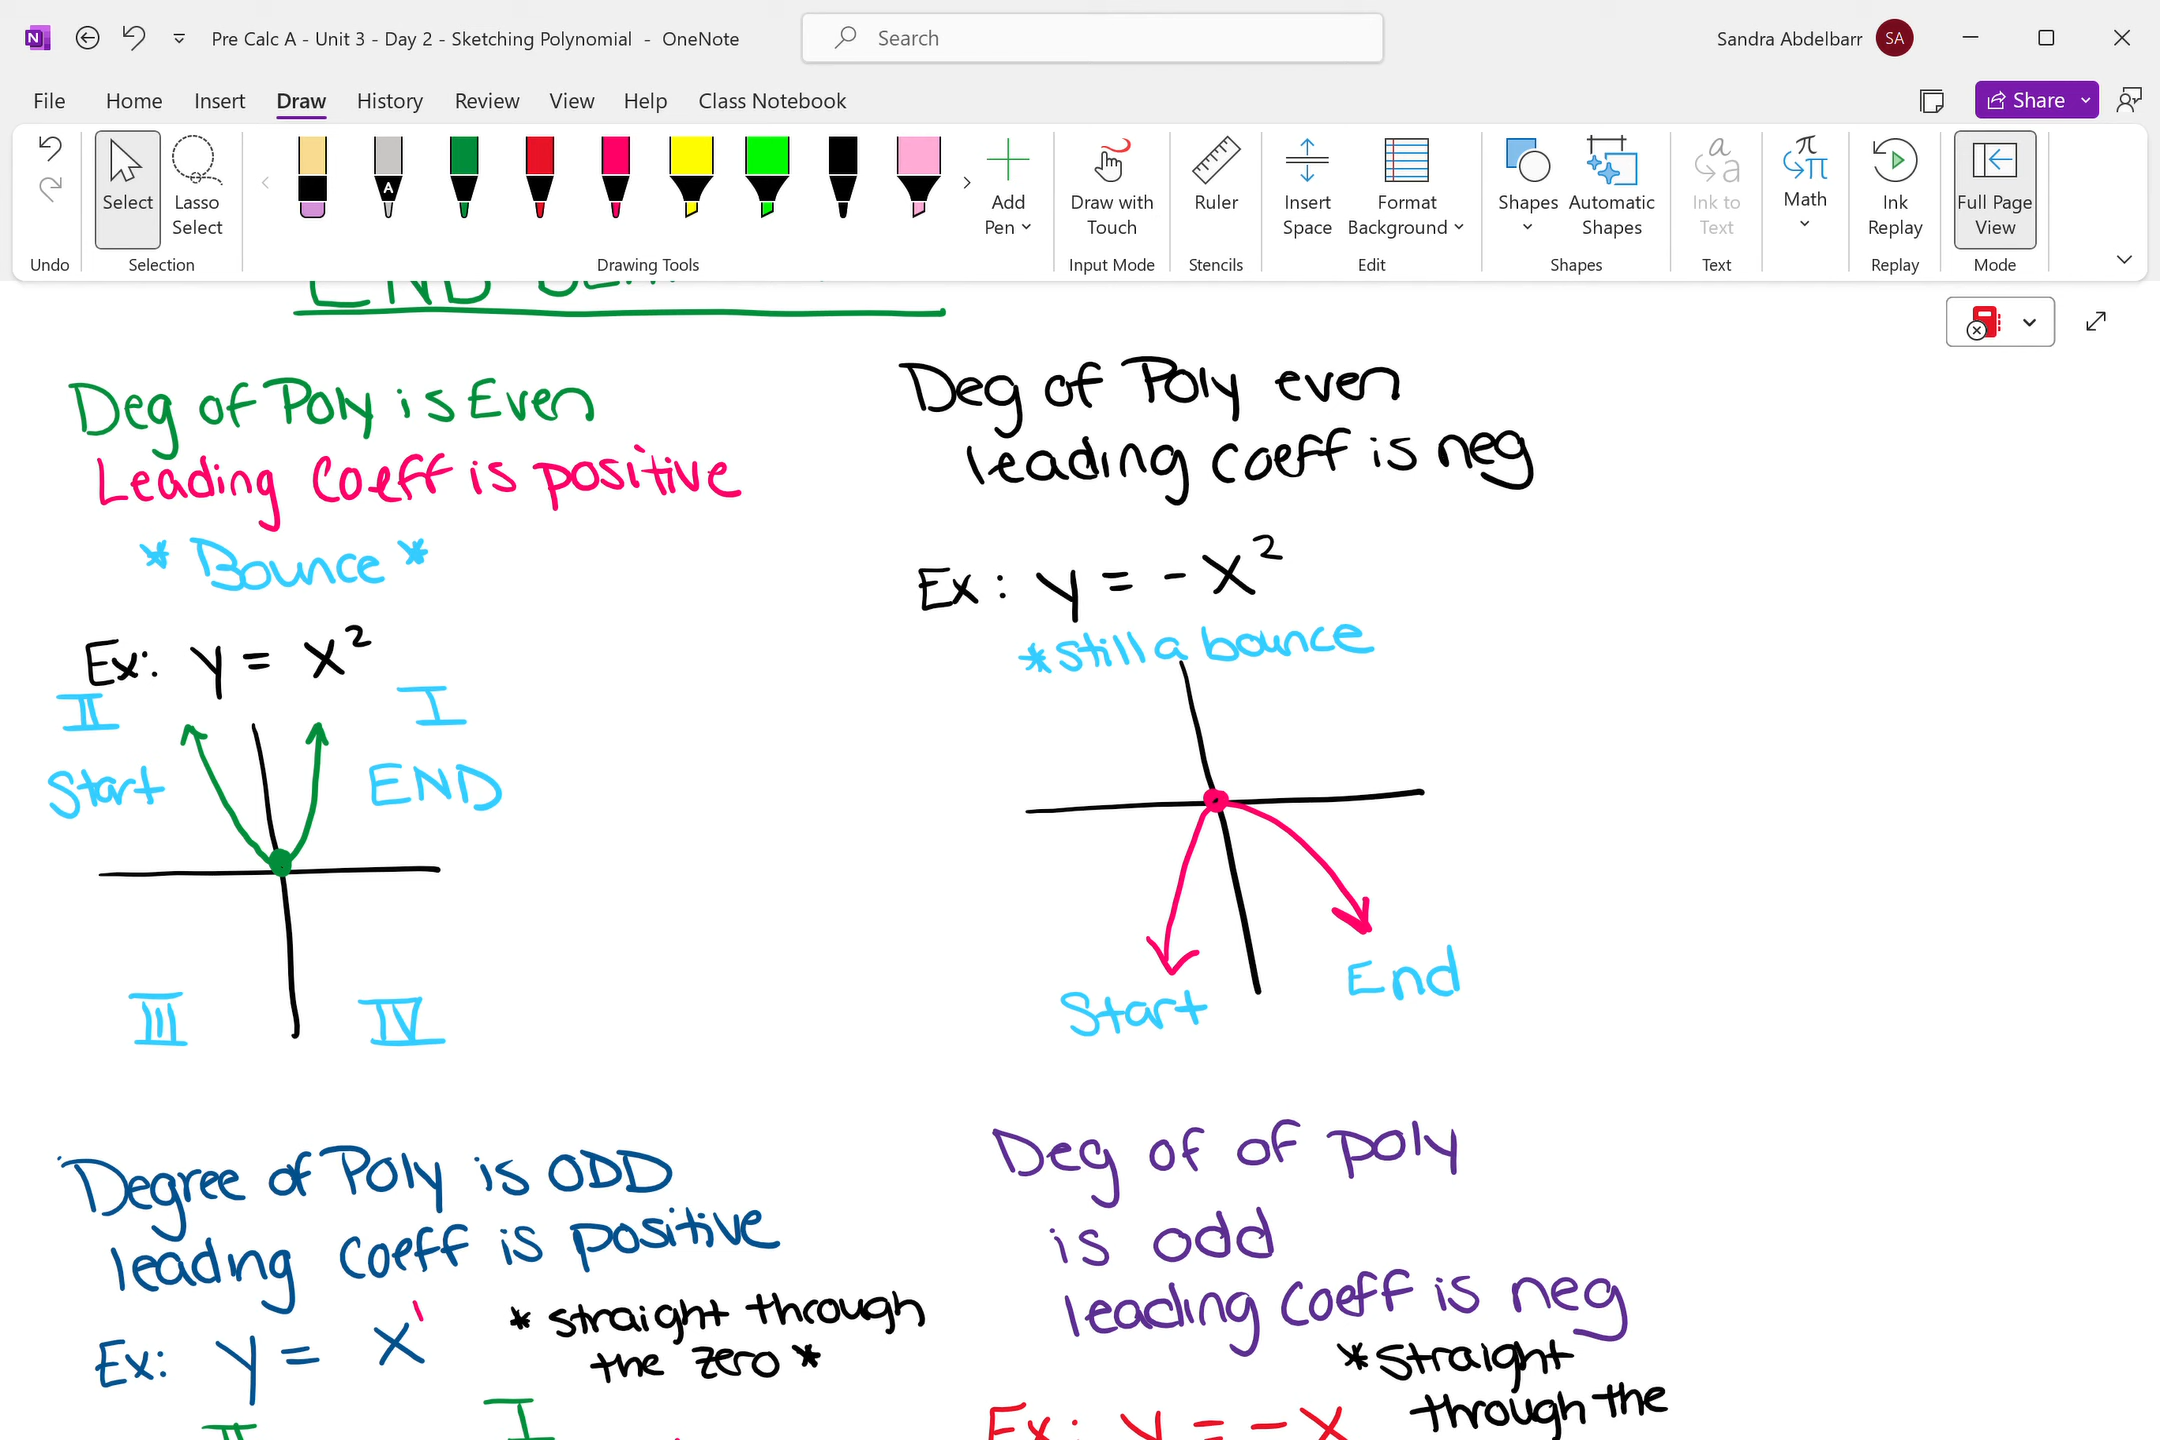 Pre Calc A - Unit 3 - Day 2 - Sketching Polynomial - OneNote
Search
Sandra Abdelbarr SA
File Home Insert Draw History Review View Help Class Notebook
Share
Select
Lasso Select
A
Add Pen
Draw with Touch
Ruler
Insert Space
Format Background
Shapes
Automatic Shapes
Ink to Text
Math
Ink Replay
Full Page View
Undo Selection Drawing Tools Input Mode Stencils Edit Shapes Text Replay Mode
END
Deg of Poly is Even
Leading Coeff is positive
* Bounce *
Ex: y = x²
II I
Start END
III IV
Deg of Poly even
leading coeff is neg
Ex: y = - x²
*still a bounce
Start End
Degree of Poly is ODD
leadng coeff is positive
Ex: y = x¹
* straight through
the zero *
II I
Deg of of poly
is odd
leading coeff is neg
*straight
through the
Ex: y = - x